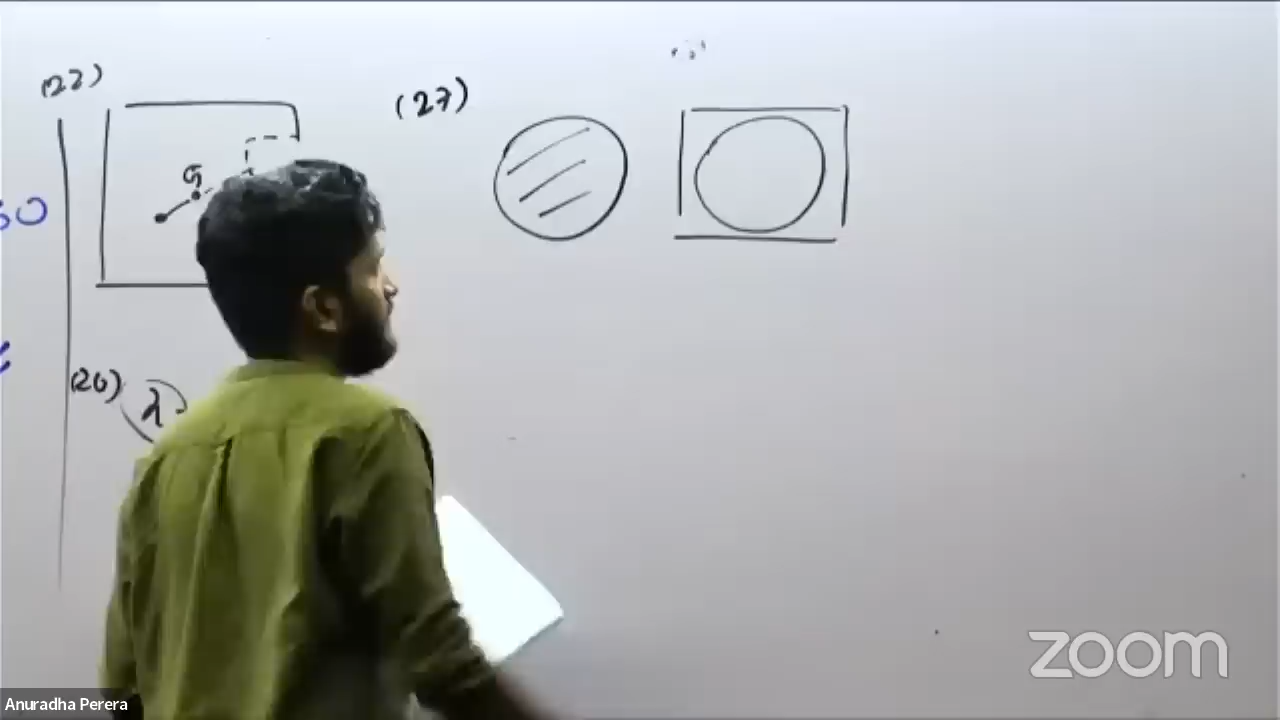 (22)
(27)
G
(20)
λ
zoom
Anuradha Perera